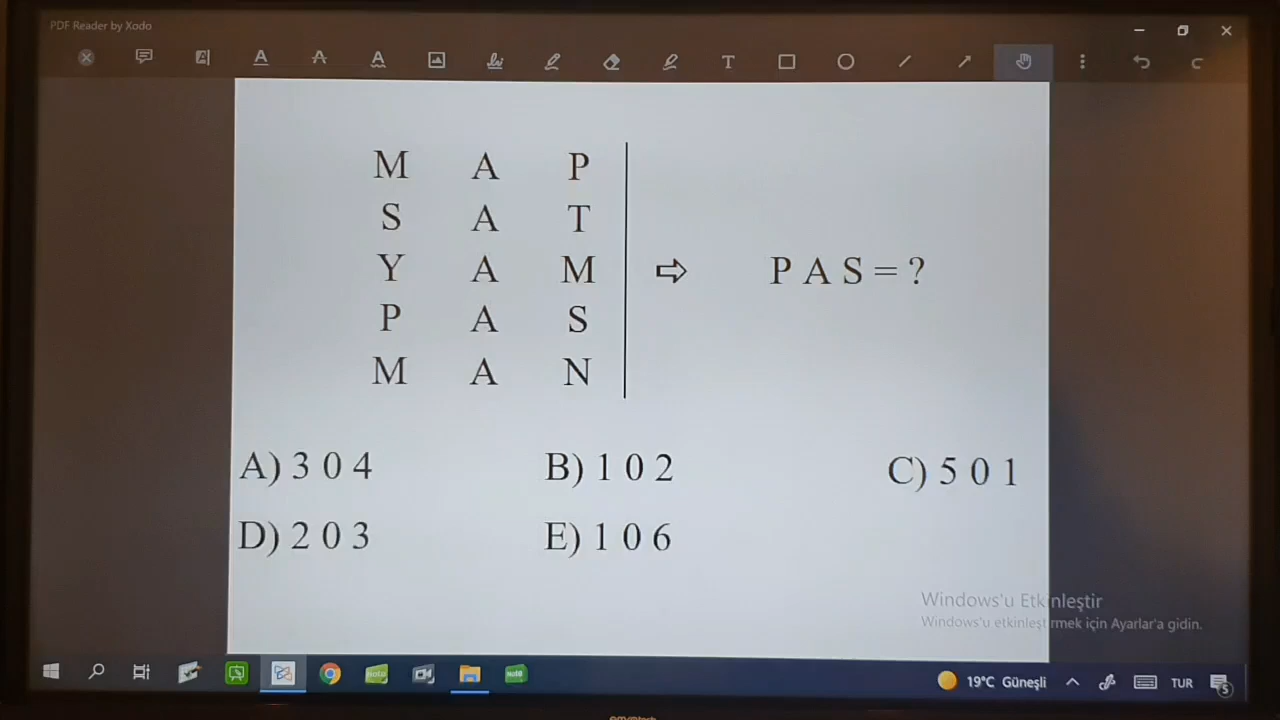 PDF Reader by Xodo
M A P
S A T
Y A M
P A S
M A N
⇨ P A S = ?
A) 3 0 4 B) 1 0 2 C) 5 0 1
D) 2 0 3 E) 1 0 6
Windows'u Etkinleştir
Windows'u etkinleştirmek için Ayarlar'a gidin.
19°C Güneşli TUR 5